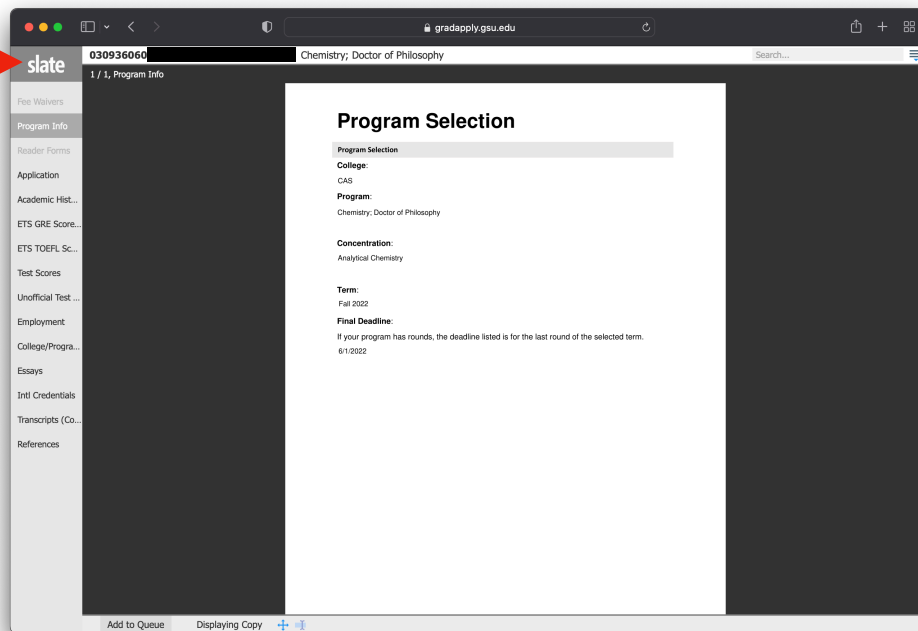 gradapply.gsu.edu
slate
030936060
Chemistry; Doctor of Philosophy
Search...
1 / 1, Program Info
Fee Waivers
Program Info
Reader Forms
Application
Academic Hist...
ETS GRE Score...
ETS TOEFL Sc...
Test Scores
Unofficial Test ...
Employment
College/Progra...
Essays
Intl Credentials
Transcripts (Co...
References
Program Selection
Program Selection
College:
CAS
Program:
Chemistry; Doctor of Philosophy
Concentration:
Analytical Chemistry
Term:
Fall 2022
Final Deadline:
If your program has rounds, the deadline listed is for the last round of the selected term.
6/1/2022
Add to Queue
Displaying Copy